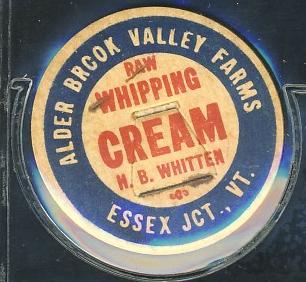 ALDER BROOK VALLEY FARMS
RAW
WHIPPING
CREAM
H. B. WHITTEN
ESSEX JCT., VT.